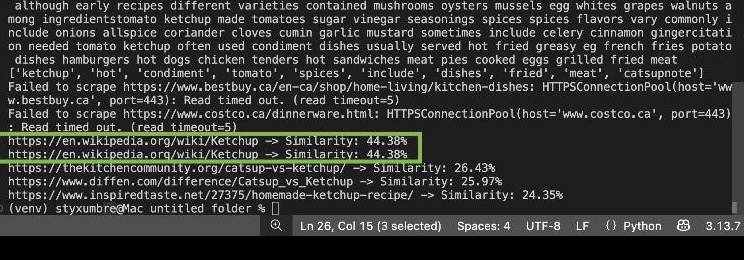 although early recipes different varieties contained mushrooms oysters mussels egg whites grapes walnuts a
mong ingredientstomato ketchup made tomatoes sugar vinegar seasonings spices spices flavors vary commonly i
nclude onions allspice coriander cloves cumin garlic mustard sometimes include celery cinnamon gingercitati
on needed tomato ketchup often used condiment dishes usually served hot fried greasy eg french fries potato
dishes hamburgers hot dogs chicken tenders hot sandwiches meat pies cooked eggs grilled fried meat
['ketchup', 'hot', 'condiment', 'tomato', 'spices', 'include', 'dishes', 'fried', 'meat', 'catsupnote']
Failed to scrape https://www.bestbuy.ca/en-ca/shop/home-living/kitchen-dishes: HTTPSConnectionPool(host='ww
w.bestbuy.ca', port=443): Read timed out. (read timeout=5)
Failed to scrape https://www.costco.ca/dinnerware.html: HTTPSConnectionPool(host='www.costco.ca', port=443)
: Read timed out. (read timeout=5)
https://en.wikipedia.org/wiki/Ketchup -> Similarity: 44.38%
https://en.wikipedia.org/wiki/Ketchup -> Similarity: 44.38%
https://thekitchencommunity.org/catsup-vs-ketchup/ -> Similarity: 26.43%
https://www.diffen.com/difference/Catsup_vs_Ketchup -> Similarity: 25.97%
https://www.inspiredtaste.net/27375/homemade-ketchup-recipe/ -> Similarity: 24.35%
(venv) styxumbre@Mac untitled folder %
Ln 26, Col 15 (3 selected) Spaces: 4 UTF-8 LF {} Python 3.13.7